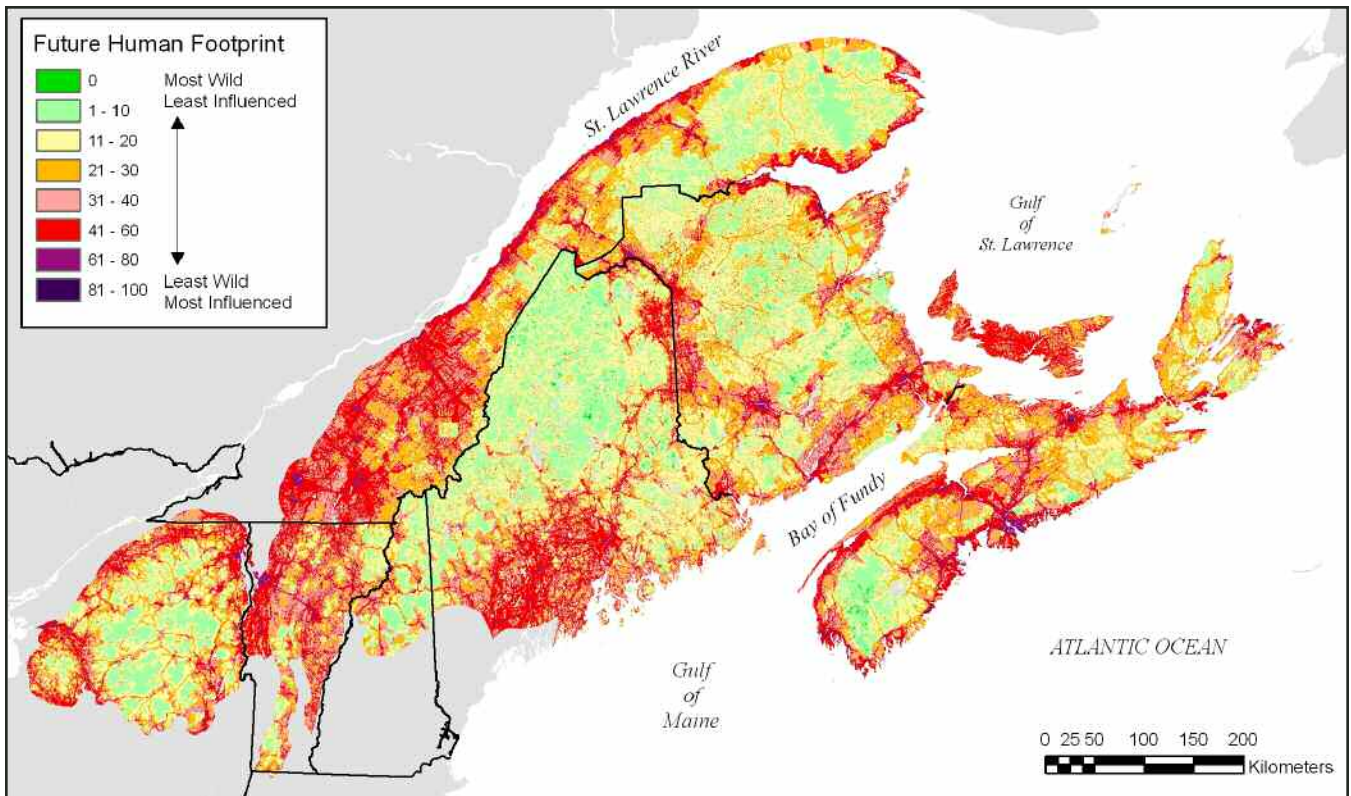 Future Human Footprint
0
Most Wild
Least Influenced
1 - 10
11 - 20
21 - 30
31 - 40
41 - 60
61 - 80
81 - 100
Least Wild
Most Influenced
St. Lawrence River
Gulf
of
St. Lawrence
Bay of Fundy
ATLANTIC OCEAN
Gulf
of
Maine
0 25 50 100 150 200
Kilometers